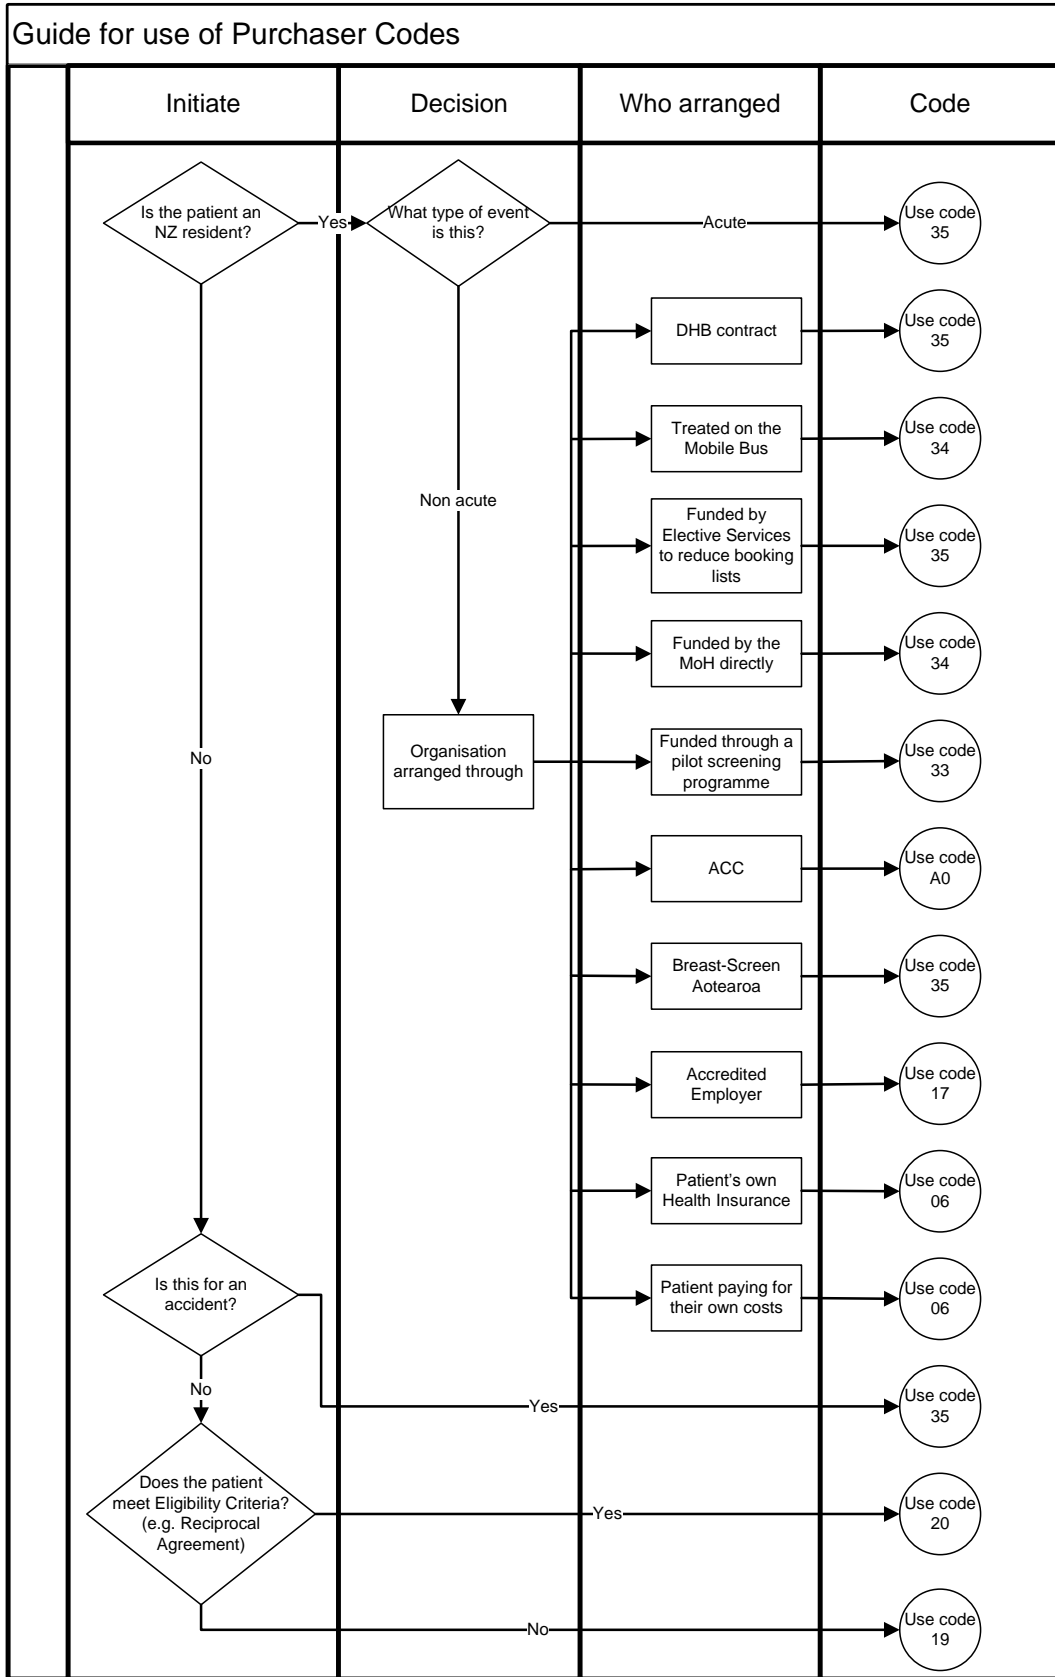 Guide for use of Purchaser Codes
Initiate
Decision
Who arranged
Code
Is the patient an
NZ resident?
Yes
What type of event
is this?
Acute
Use code
35
DHB contract
Use code
35
Treated on the
Mobile Bus
Use code
34
Non acute
Funded by
Elective Services
to reduce booking
lists
Use code
35
Funded by the
MoH directly
Use code
34
No
Organisation
arranged through
Funded through a
pilot screening
programme
Use code
33
ACC
Use code
A0
Breast-Screen
Aotearoa
Use code
35
Accredited
Employer
Use code
17
Patient's own
Health Insurance
Use code
06
Is this for an
accident?
Patient paying for
their own costs
Use code
06
No
Yes
Use code
35
Does the patient
meet Eligibility Criteria?
(e.g. Reciprocal
Agreement)
Yes
Use code
20
No
Use code
19